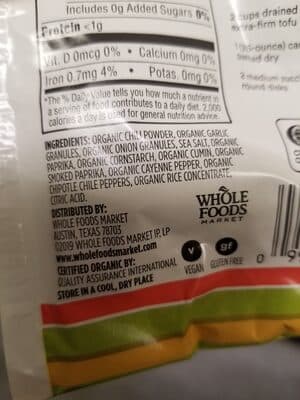 Includes 0g Added Sugars 0%
Protein <1g
Vit. D 0mcg 0% • Calcium 0mg 0%
Iron 0.7mg 4% • Potas. 0mg 0%
*The % Daily Value tells you how much a nutrient in
a serving of food contributes to a daily diet. 2,000
calories a day is used for general nutrition advice.
INGREDIENTS: ORGANIC CHILI POWDER, ORGANIC GARLIC
GRANULES, ORGANIC ONION GRANULES, SEA SALT, ORGANIC
PAPRIKA, ORGANIC CORNSTARCH, ORGANIC CUMIN, ORGANIC
SMOKED PAPRIKA, ORGANIC CAYENNE PEPPER, ORGANIC
CHIPOTLE CHILE PEPPERS, ORGANIC RICE CONCENTRATE,
CITRIC ACID.
DISTRIBUTED BY:
WHOLE FOODS MARKET
AUSTIN, TEXAS 78703
©2019 WHOLE FOODS MARKET IP, LP
www.wholefoodsmarket.com
CERTIFIED ORGANIC BY:
QUALITY ASSURANCE INTERNATIONAL
STORE IN A COOL, DRY PLACE
WHOLE
FOODS
MARKET
V
VEGAN
gf
GLUTEN FREE
cups drained
extra-firm tofu
-ounce) can
2 medium
0